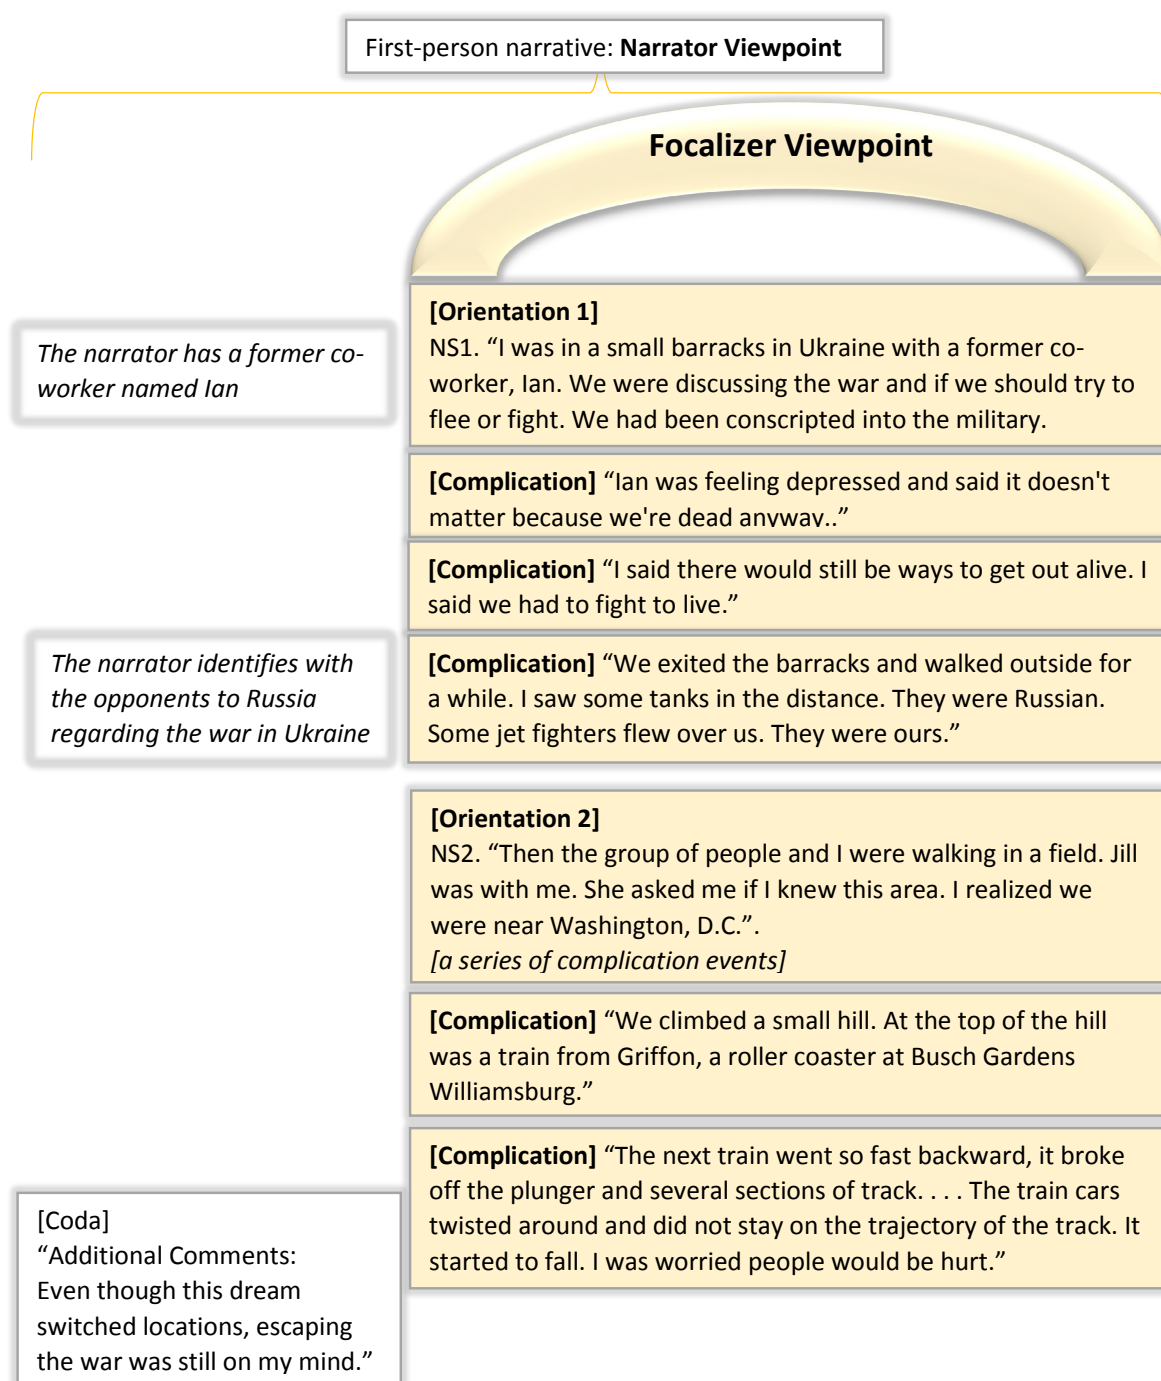 First-person narrative: Narrator Viewpoint
Focalizer Viewpoint
The narrator has a former co-
worker named Ian
[Orientation 1]
NS1. “I was in a small barracks in Ukraine with a former co-
worker, Ian. We were discussing the war and if we should try to
flee or fight. We had been conscripted into the military.
[Complication] “Ian was feeling depressed and said it doesn't
matter because we're dead anyway..”
[Complication] “I said there would still be ways to get out alive. I
said we had to fight to live.”
The narrator identifies with
the opponents to Russia
regarding the war in Ukraine
[Complication] “We exited the barracks and walked outside for
a while. I saw some tanks in the distance. They were Russian.
Some jet fighters flew over us. They were ours.”
[Orientation 2]
NS2. “Then the group of people and I were walking in a field. Jill
was with me. She asked me if I knew this area. I realized we
were near Washington, D.C.”.
[a series of complication events]
[Complication] “We climbed a small hill. At the top of the hill
was a train from Griffon, a roller coaster at Busch Gardens
Williamsburg.”
[Complication] “The next train went so fast backward, it broke
off the plunger and several sections of track. . . . The train cars
twisted around and did not stay on the trajectory of the track. It
started to fall. I was worried people would be hurt.”
[Coda]
“Additional Comments:
Even though this dream
switched locations, escaping
the war was still on my mind.”